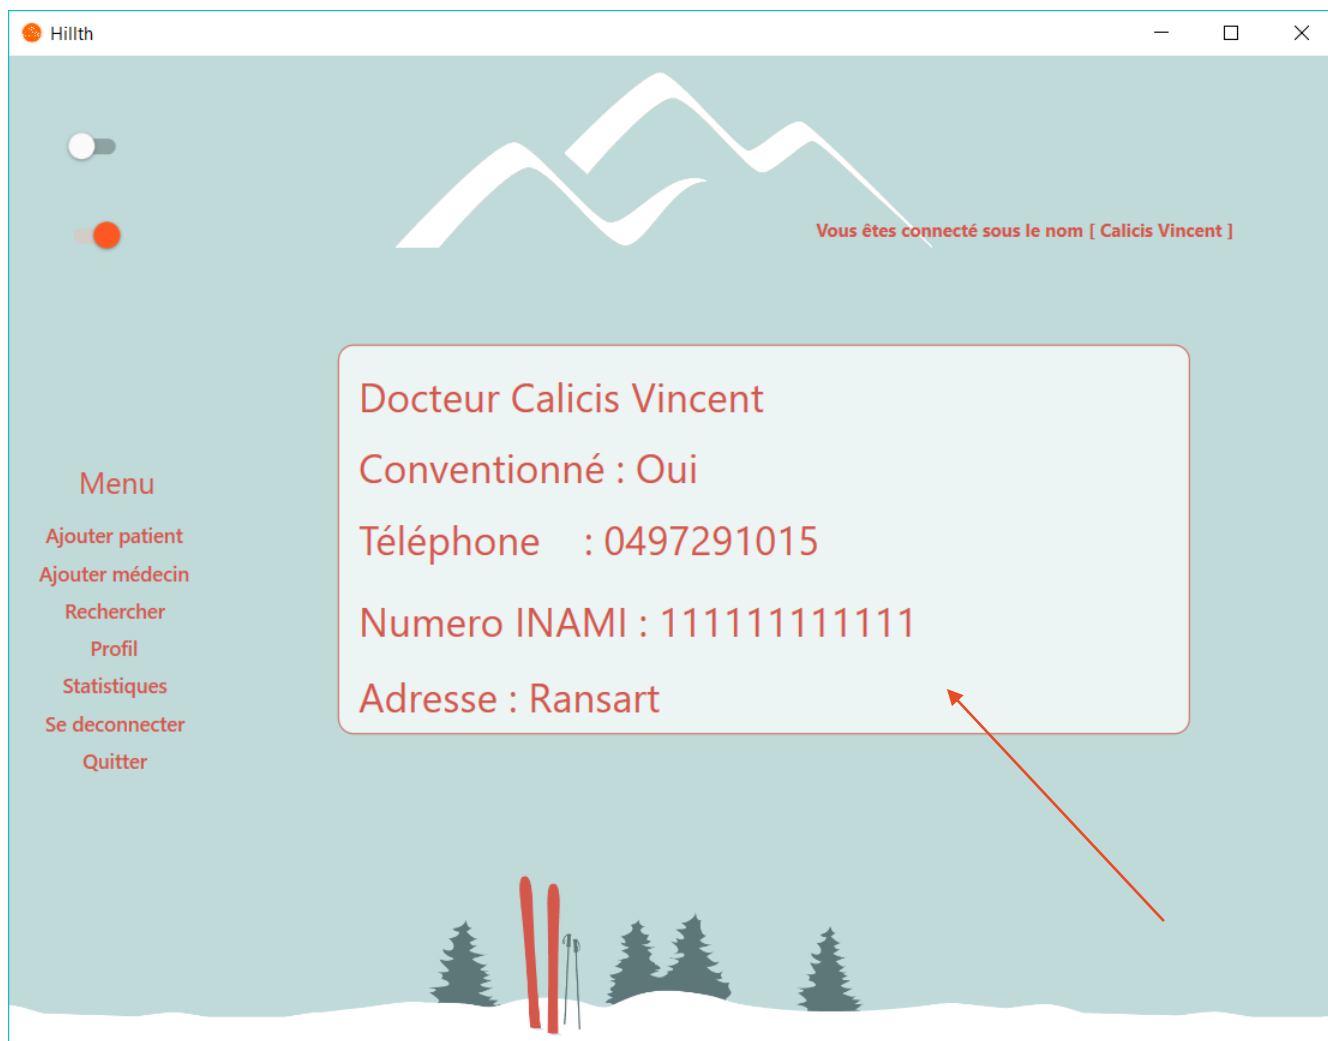 Hillth
Vous êtes connecté sous le nom [ Calicis Vincent ]
Docteur Calicis Vincent
Conventionné : Oui
Téléphone : 0497291015
Numero INAMI : 111111111111
Adresse : Ransart
Menu
Ajouter patient
Ajouter médecin
Rechercher
Profil
Statistiques
Se deconnecter
Quitter